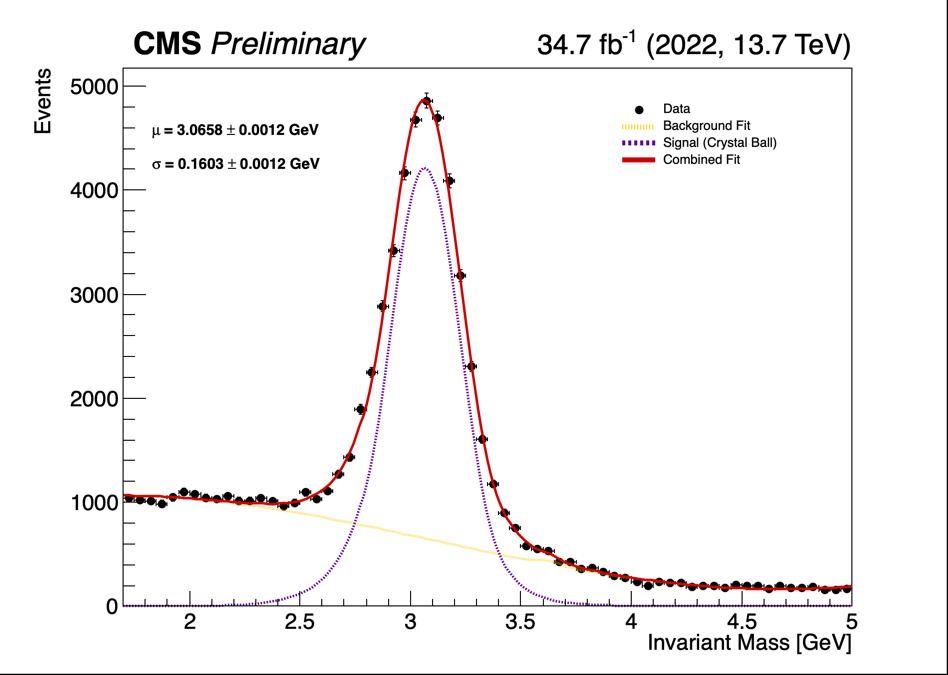 CMS Preliminary
34.7 fb⁻¹ (2022, 13.7 TeV)
Events
5000
4000
3000
2000
1000
0
μ = 3.0658 ± 0.0012 GeV
σ = 0.1603 ± 0.0012 GeV
Data
Background Fit
Signal (Crystal Ball)
Combined Fit
2 2.5 3 3.5 4 4.5 5
Invariant Mass [GeV]